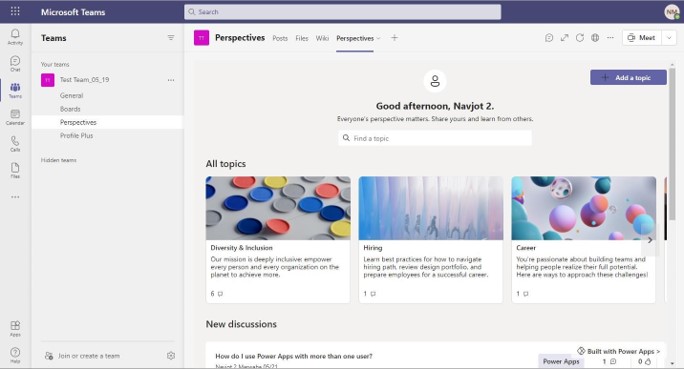 Microsoft Teams
Search
NM
Activity
Chat
Teams
Calendar
Calls
Files
Apps
Help
Teams
Your teams
TT
Test Team_05_19
General
Boards
Perspectives
Profile Plus
Hidden teams
Join or create a team
TT
Perspectives
Posts
Files
Wiki
Perspectives
Meet
Add a topic
Good afternoon, Navjot 2.
Everyone's perspective matters. Share yours and learn from others.
Find a topic
All topics
Diversity & Inclusion
Our mission is deeply inclusive: empower
every person and every organization on the
planet to achieve more.
6
Hiring
Learn best practices for how to navigate
hiring path, review design portfolio, and
prepare employees for a successful career.
1
Career
You're passionate about building teams and
helping people realize their full potential.
Here are ways to approach these challenges!
1
New discussions
How do I use Power Apps with more than one user?
Built with Power Apps >
Power Apps
1
0